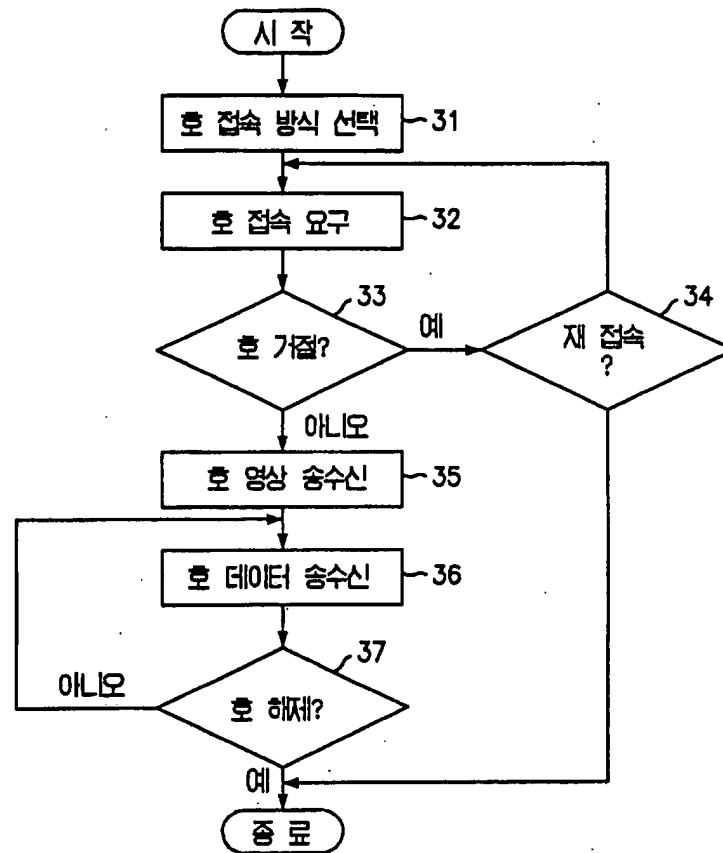 시 작
호 접속 방식 선택
31
호 접속 요구
32
33
호 거절?
예
34
재 접속
?
아니오
호 영상 송수신
35
호 데이터 송수신
36
37
아니오
호 해제?
예
종 료